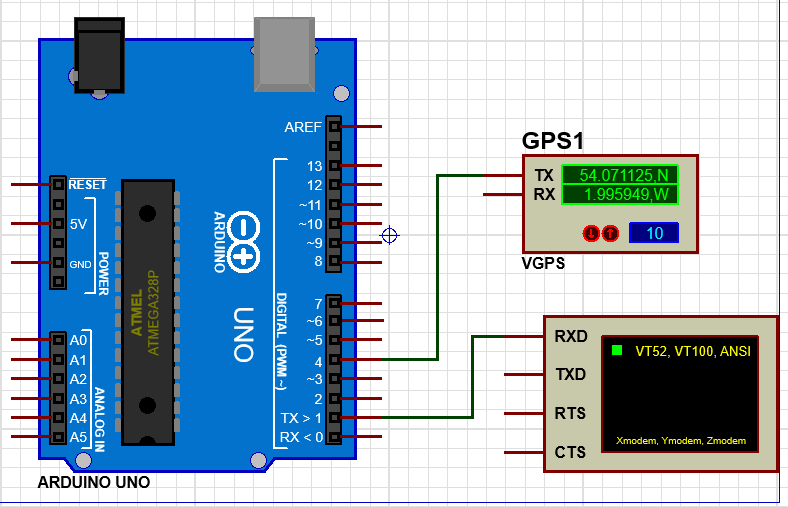 AREF
13
12
~11
~10
~9
8
7
~6
~5
4
~3
2
TX > 1
RX < 0
RESET
5V
GND
POWER
A0
A1
A2
A3
A4
A5
ANALOG IN
ATMEL
ATMEGA328P
ARDUINO
UNO
DIGITAL (PWM ~)
ARDUINO UNO
GPS1
TX 54.071125,N
RX 1.995949,W
10
VGPS
RXD
TXD
RTS
CTS
VT52, VT100, ANSI
Xmodem, Ymodem, Zmodem